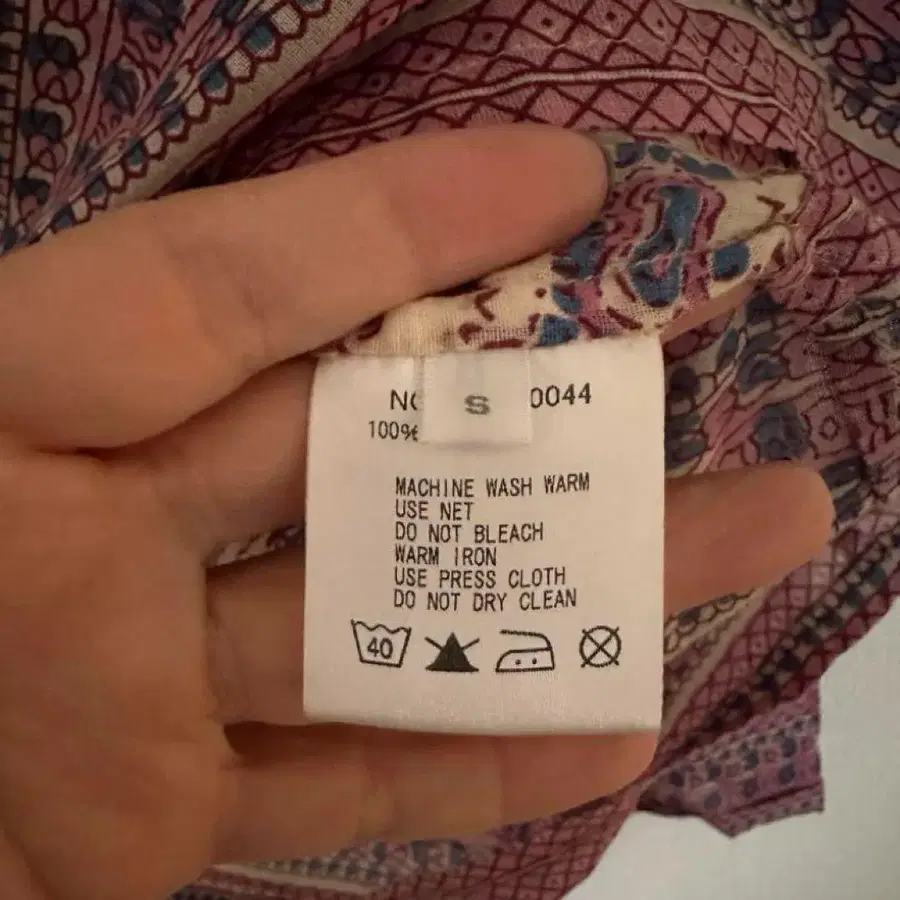 S
0044
100%
MACHINE WASH WARM
USE NET
DO NOT BLEACH
WARM IRON
USE PRESS CLOTH
DO NOT DRY CLEAN
40